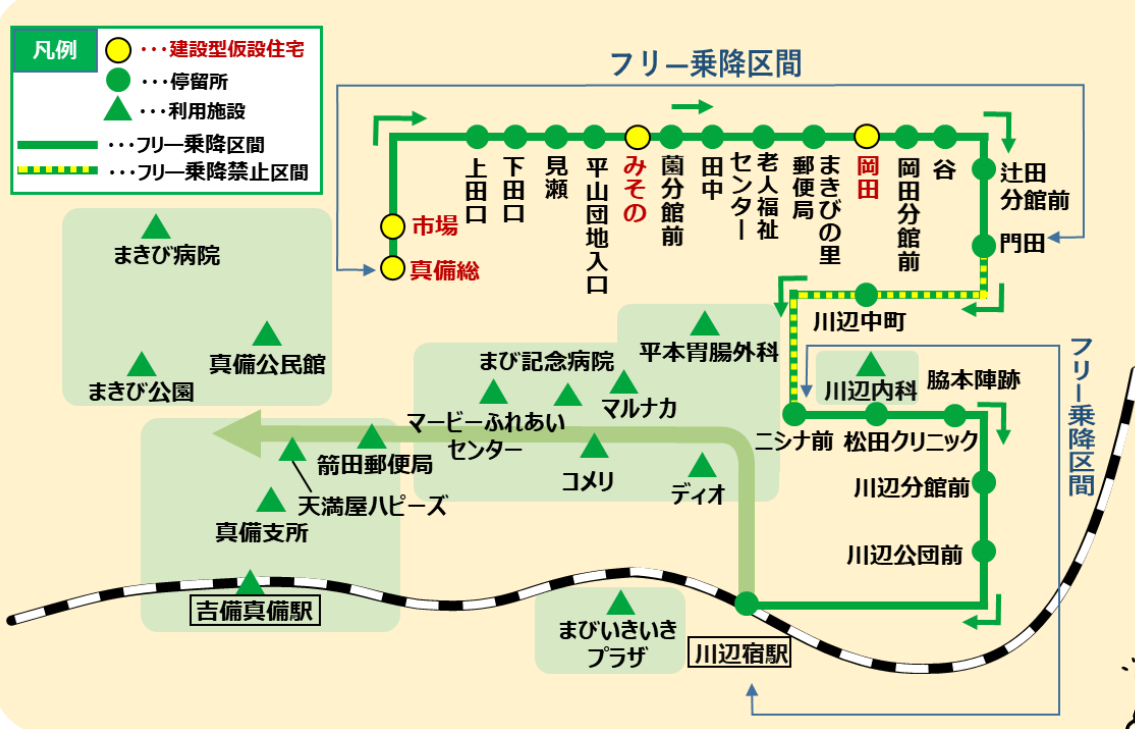 凡例
・・・建設型仮設住宅
・・・停留所
・・・利用施設
・・・フリー乗降区間
・・・フリー乗降禁止区間
フリー乗降区間
真備総
市場
上田口
下田口
見瀬
平山団地入口
みその
薗分館前
田中
老人福祉
センター
まきびの里
郵便局
岡田
岡田分館前
谷
辻田
分館前
門田
川辺中町
フリー乗降区間
ニシナ前
松田クリニック
脇本陣跡
川辺内科
川辺分館前
川辺公団前
川辺宿駅
まきび病院
真備公民館
まきび公園
平本胃腸外科
まび記念病院
マルナカ
マービーふれあい
センター
コメリ
ディオ
箭田郵便局
天満屋ハピーズ
真備支所
吉備真備駅
まびいきいき
プラザ